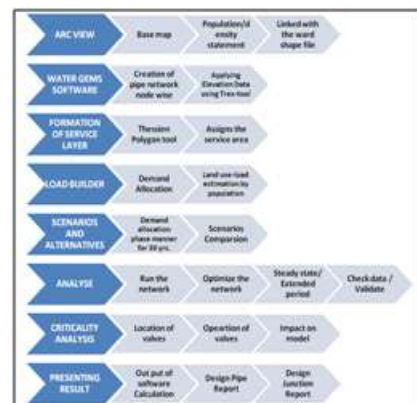 ARC VIEW
Base map
Population/d
ensity
statement
Linked with
the ward
shape file
WATER GEMS
SOFTWARE
Creation of
pipe network
node wise
Applying
Elevation Data
using Trex-tool
FORMATION
OF SERVICE
LAYER
Thessien
Polygon tool
Assigns the
service area
LOAD BUILDER
Demand
Allocation
Land use-load
estimation by
population
SCENARIOS
AND
ALTERNATIVES
Demand
allocation
phase manner
for 30 yrs.
Scenarios
Comparsion
ANALYSE
Run the
network
Optimize the
network
Steady state/
Extended
period
Check data /
Validate
CRITICALITY
ANALYSIS
Location of
valves
Opeartion of
valves
Impact on
model
PRESENTING
RESULT
Out put of
software
Calculation
Design Pipe
Report
Design
Junction
Report